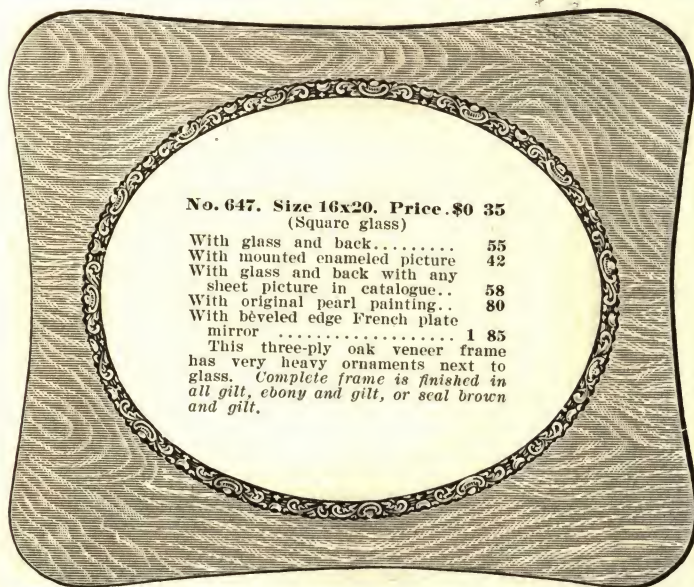 No. 647. Size 16x20. Price.$0 35
(Square glass)
With glass and back......... 55
With mounted enameled picture 42
With glass and back with any
sheet picture in catalogue.. 58
With original pearl painting.. 80
With beveled edge French plate
mirror .................... 1 85
This three-ply oak veneer frame
has very heavy ornaments next to
glass. Complete frame is finished in
all gilt, ebony and gilt, or seal brown
and gilt.